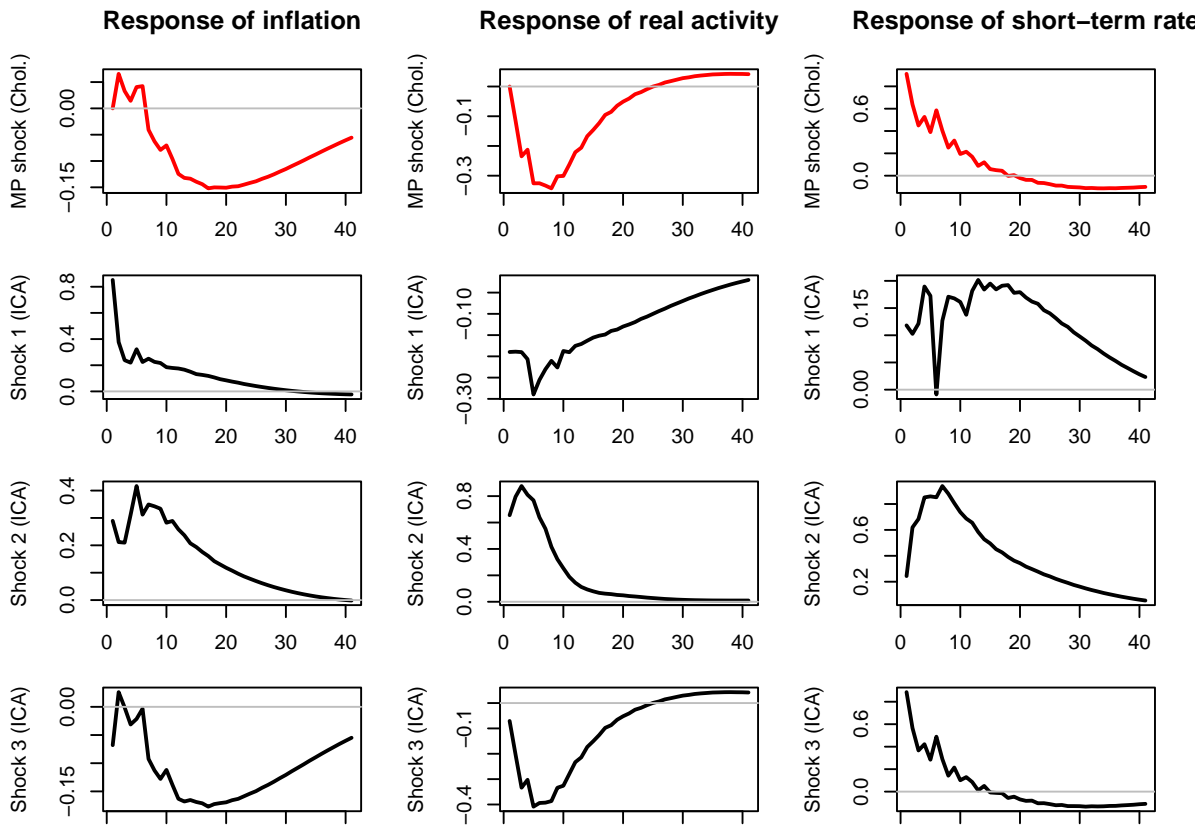 Response of inflation
Response of real activity
Response of short−term rate
MP shock (Chol.)
0.00
−0.15
0 10 20 30 40
MP shock (Chol.)
−0.1
−0.3
0 10 20 30 40
MP shock (Chol.)
0.6
0.0
0 10 20 30 40
Shock 1 (ICA)
0.8
0.4
0.0
0 10 20 30 40
Shock 1 (ICA)
−0.10
−0.30
0 10 20 30 40
Shock 1 (ICA)
0.15
0.00
0 10 20 30 40
Shock 2 (ICA)
0.4
0.2
0.0
0 10 20 30 40
Shock 2 (ICA)
0.8
0.4
0.0
0 10 20 30 40
Shock 2 (ICA)
0.6
0.2
0 10 20 30 40
Shock 3 (ICA)
0.00
−0.15
Shock 3 (ICA)
−0.1
−0.4
Shock 3 (ICA)
0.6
0.0